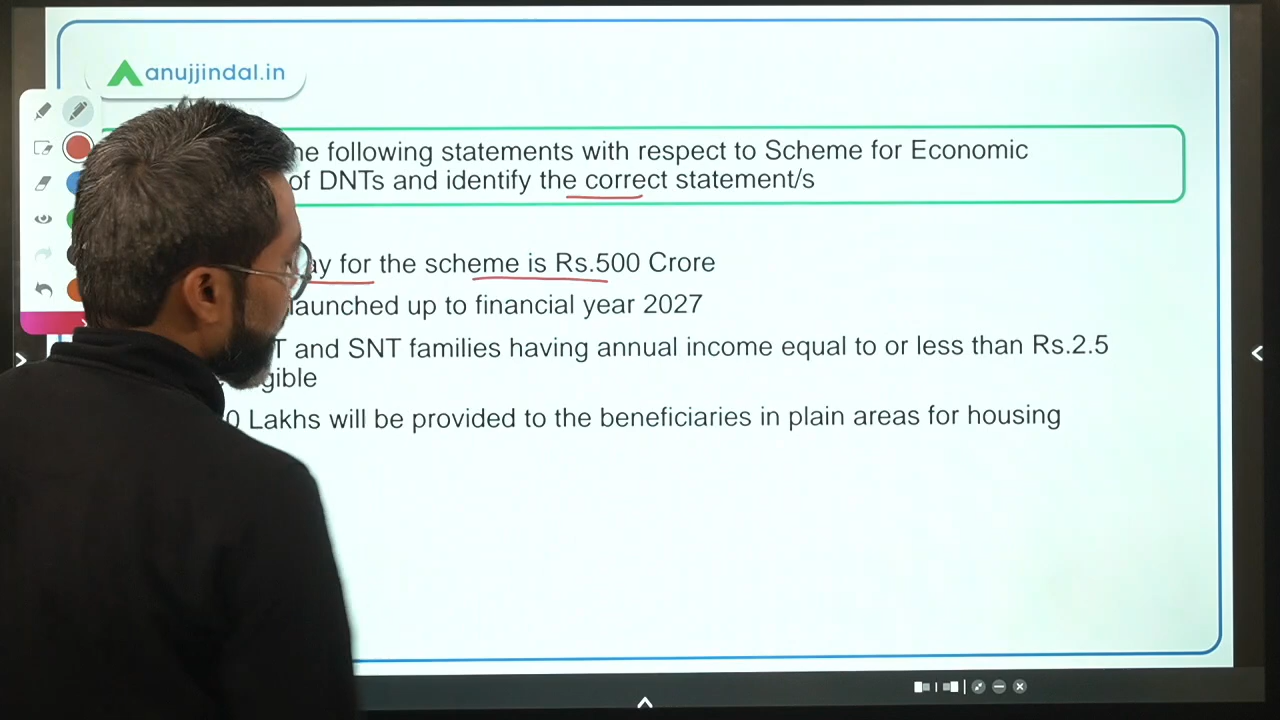 anujjindal.in
he following statements with respect to Scheme for Economic
of DNTs and identify the correct statement/s
ay for the scheme is Rs.500 Crore
launched up to financial year 2027
T and SNT families having annual income equal to or less than Rs.2.5
gible
0 Lakhs will be provided to the beneficiaries in plain areas for housing